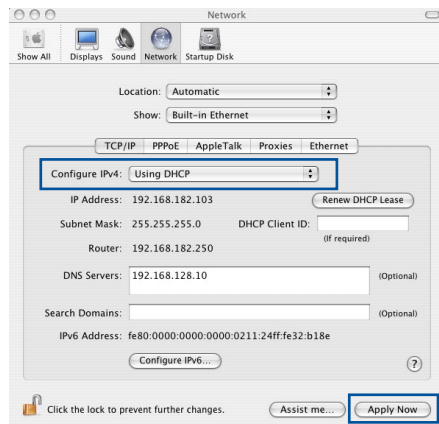 Network
Show All Displays Sound Network Startup Disk
Location: Automatic
Show: Built-in Ethernet
TCP/IP PPPoE AppleTalk Proxies Ethernet
Configure IPv4: Using DHCP
IP Address: 192.168.182.103 Renew DHCP Lease
Subnet Mask: 255.255.255.0 DHCP Client ID:
(If required)
Router: 192.168.182.250
DNS Servers: 192.168.128.10 (Optional)
Search Domains: (Optional)
IPv6 Address: fe80:0000:0000:0000:0211:24ff:fe32:b18e
Configure IPv6... ?
Click the lock to prevent further changes. Assist me... Apply Now